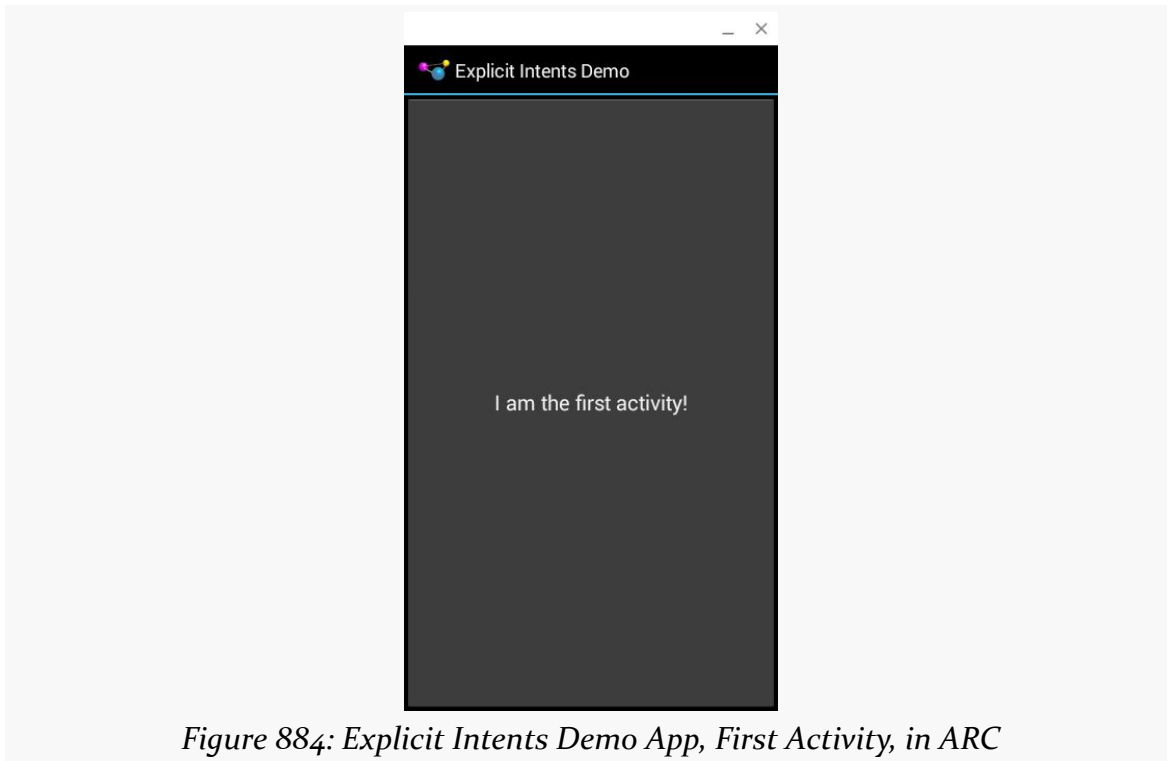 Explicit Intents Demo
I am the first activity!
Figure 884: Explicit Intents Demo App, First Activity, in ARC